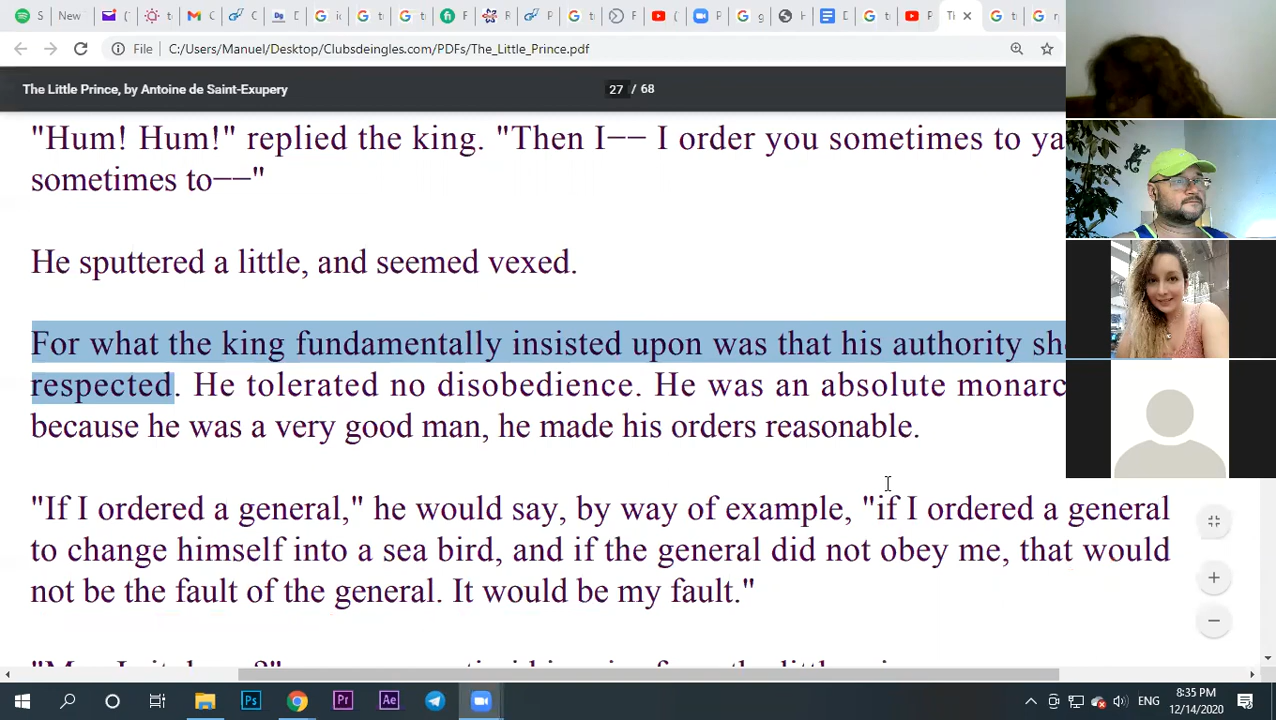 File | C:/Users/Manuel/Desktop/Clubsdeingles.com/PDFs/The_Little_Prince.pdf
The Little Prince, by Antoine de Saint-Exupery 27 / 68
"Hum! Hum!" replied the king. "Then I−− I order you sometimes to
sometimes to−−"
He sputtered a little, and seemed vexed.
For what the king fundamentally insisted upon was that his authority
respected. He tolerated no disobedience. He was an absolute
because he was a very good man, he made his orders reasonable.
"If I ordered a general," he would say, by way of example, "if I ordered a general
to change himself into a sea bird, and if the general did not obey me, that would
not be the fault of the general. It would be my fault."
Ps Pr Ae ENG 8:35 PM
12/14/2020